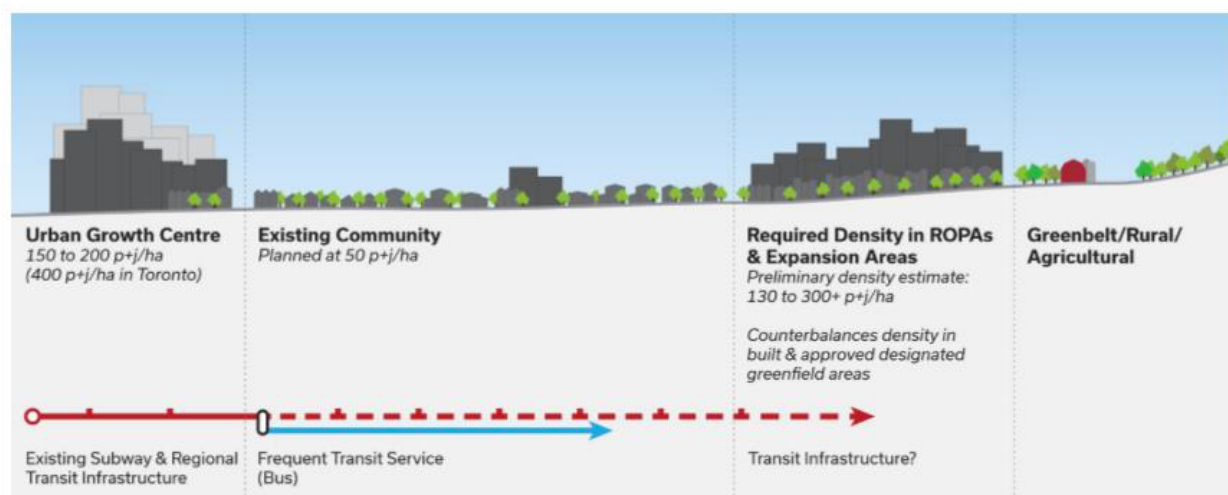 Urban Growth Centre
150 to 200 p+j/ha
(400 p+j/ha in Toronto)
Existing Community
Planned at 50 p+j/ha
Required Density in ROPAs
& Expansion Areas
Preliminary density estimate:
130 to 300+ p+j/ha
Counterbalances density in
built & approved designated
greenfield areas
Greenbelt/Rural/
Agricultural
Existing Subway & Regional
Transit Infrastructure
Frequent Transit Service
(Bus)
Transit Infrastructure?